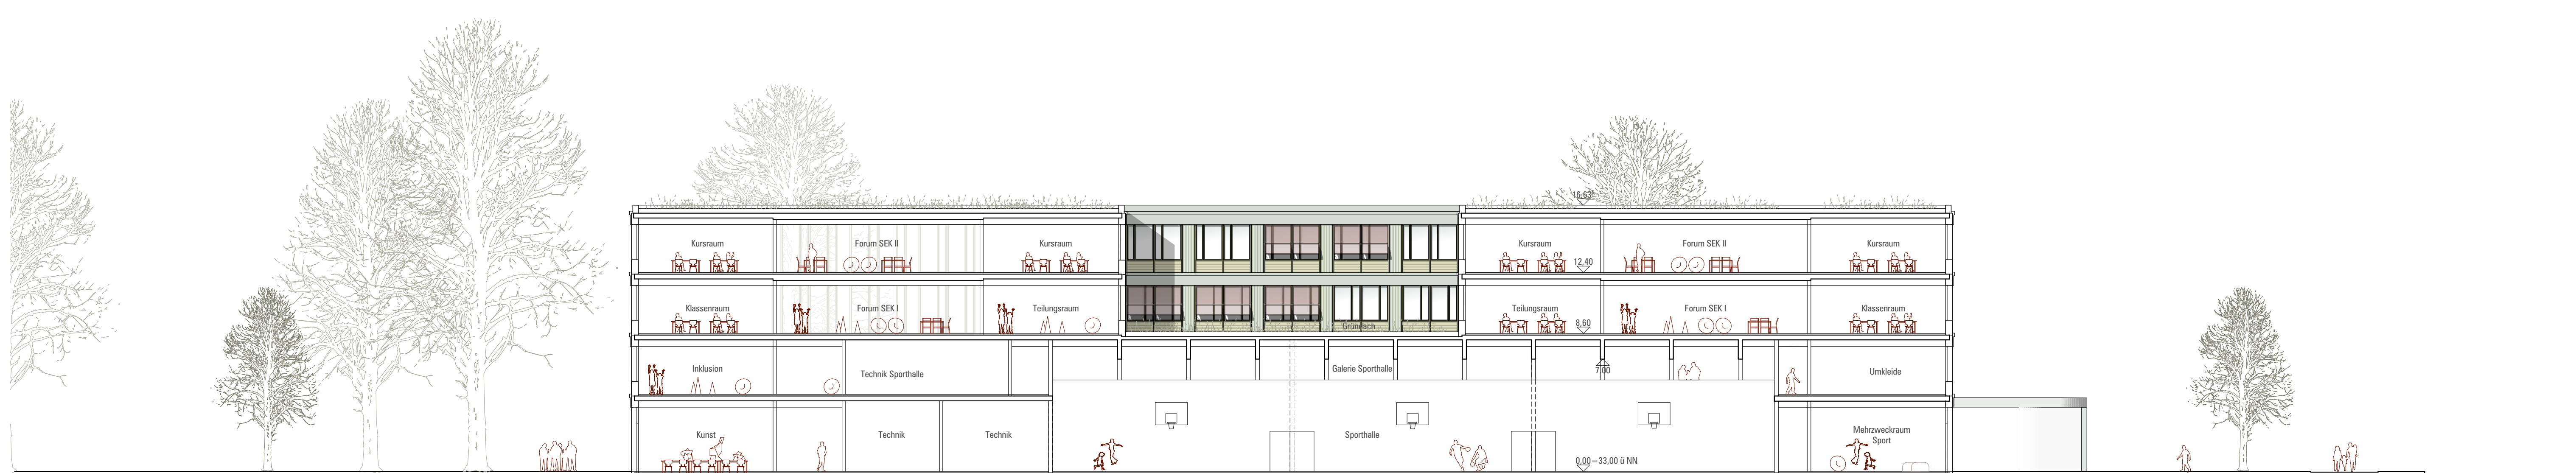 16,63
Kursraum
Forum SEK II
Kursraum
Kursraum
Forum SEK II
Kursraum
12,40
Klassenraum
Forum SEK I
Teilungsraum
Teilungsraum
Forum SEK I
Klassenraum
8,60
Gründach
Inklusion
Technik Sporthalle
Galerie Sporthalle
7,00
Umkleide
Kunst
Technik
Technik
Sporthalle
Mehrzweckraum
Sport
0,00=33,00 ü NN